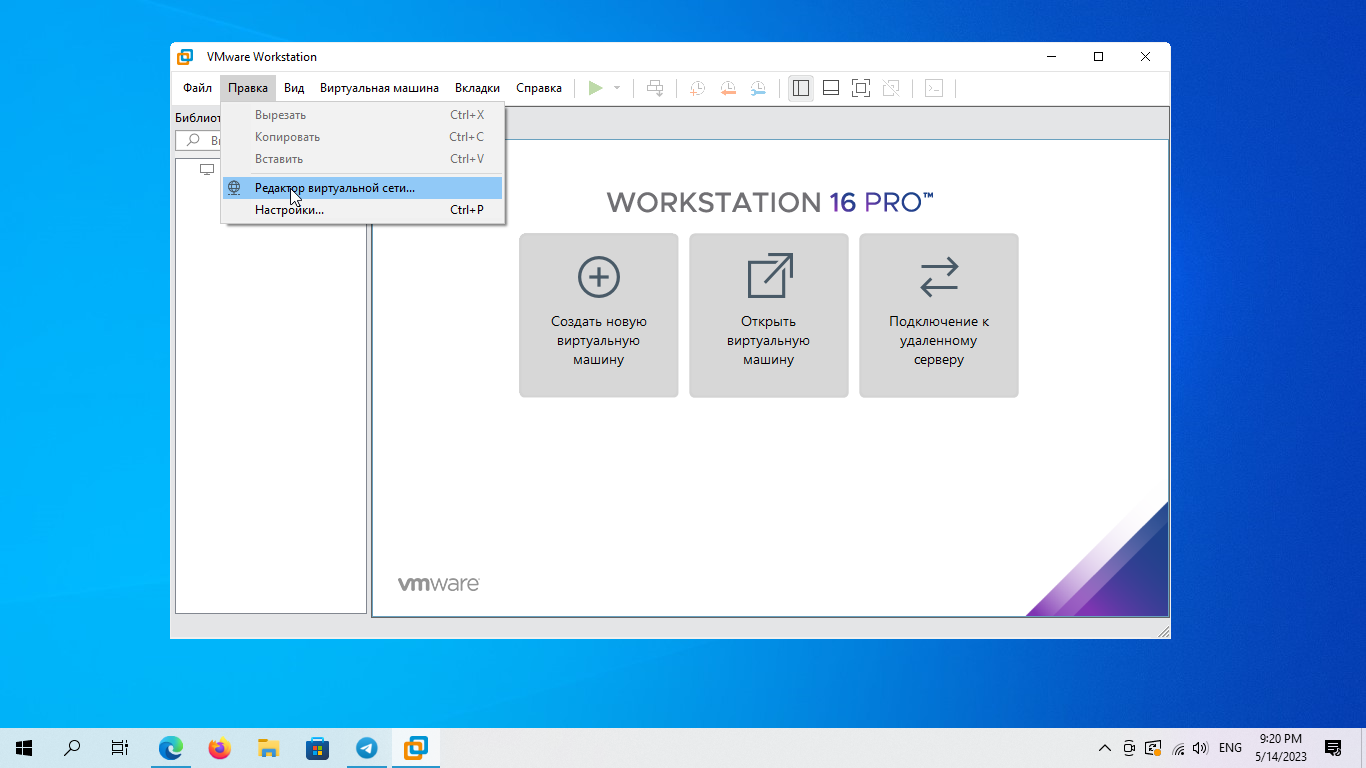 VMware Workstation
Файл Правка Вид Виртуальная машина Вкладки Справка
Вырезать Ctrl+X
Копировать Ctrl+C
Вставить Ctrl+V
Редактор виртуальной сети...
Настройки... Ctrl+P
WORKSTATION 16 PRO™
Создать новую
виртуальную
машину
Открыть
виртуальную
машину
Подключение к
удаленному
серверу
vmware
ENG
9:20 PM
5/14/2023